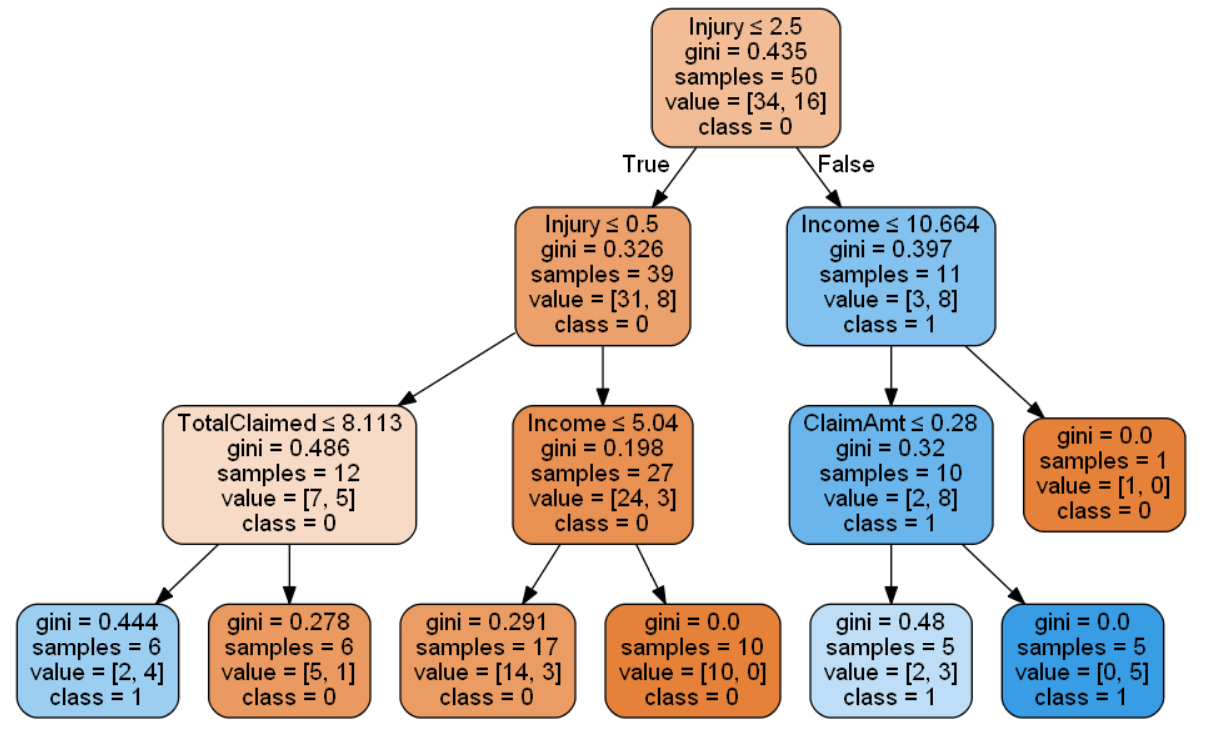 Injury ≤ 2.5
gini = 0.435
samples = 50
value = [34, 16]
class = 0
True
False
Injury ≤ 0.5
gini = 0.326
samples = 39
value = [31, 8]
class = 0
Income ≤ 10.664
gini = 0.397
samples = 11
value = [3, 8]
class = 1
TotalClaimed ≤ 8.113
gini = 0.486
samples = 12
value = [7, 5]
class = 0
Income ≤ 5.04
gini = 0.198
samples = 27
value = [24, 3]
class = 0
ClaimAmt ≤ 0.28
gini = 0.32
samples = 10
value = [2, 8]
class = 1
gini = 0.0
samples = 1
value = [1, 0]
class = 0
gini = 0.444
samples = 6
value = [2, 4]
class = 1
gini = 0.278
samples = 6
value = [5, 1]
class = 0
gini = 0.291
samples = 17
value = [14, 3]
class = 0
gini = 0.0
samples = 10
value = [10, 0]
class = 0
gini = 0.48
samples = 5
value = [2, 3]
class = 1
gini = 0.0
samples = 5
value = [0, 5]
class = 1